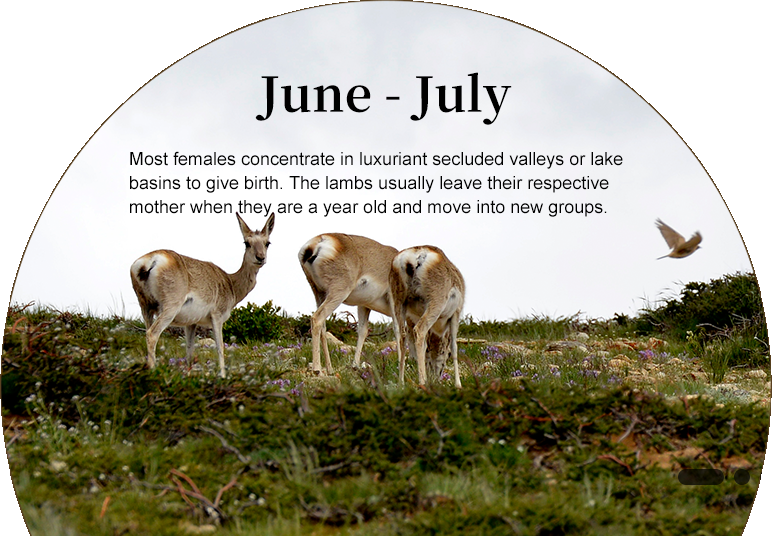 June - July
Most females concentrate in luxuriant secluded valleys or lake
basins to give birth. The lambs usually leave their respective
mother when they are a year old and move into new groups.